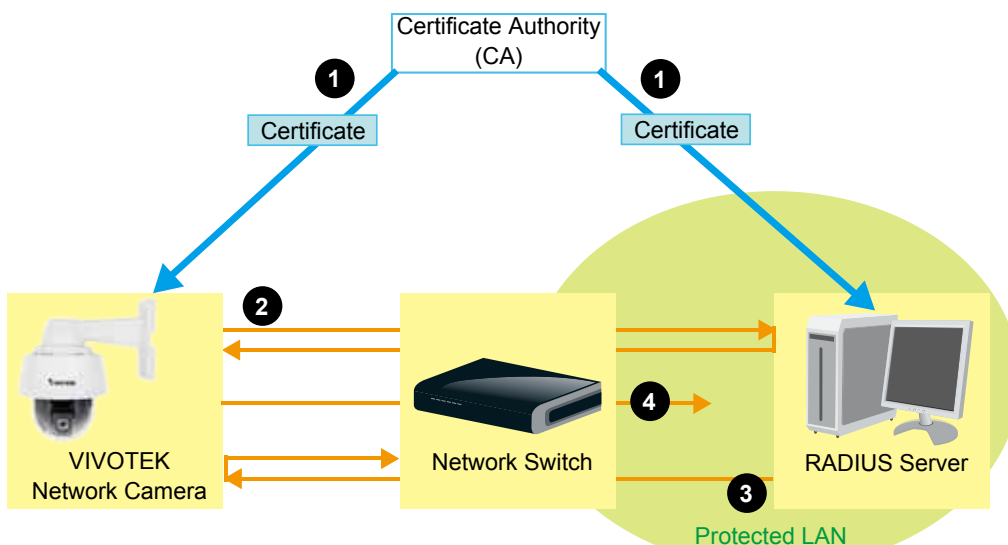 Certificate Authority
(CA)
1
1
Certificate
Certificate
2
4
VIVOTEK
Network Camera
Network Switch
RADIUS Server
3
Protected LAN